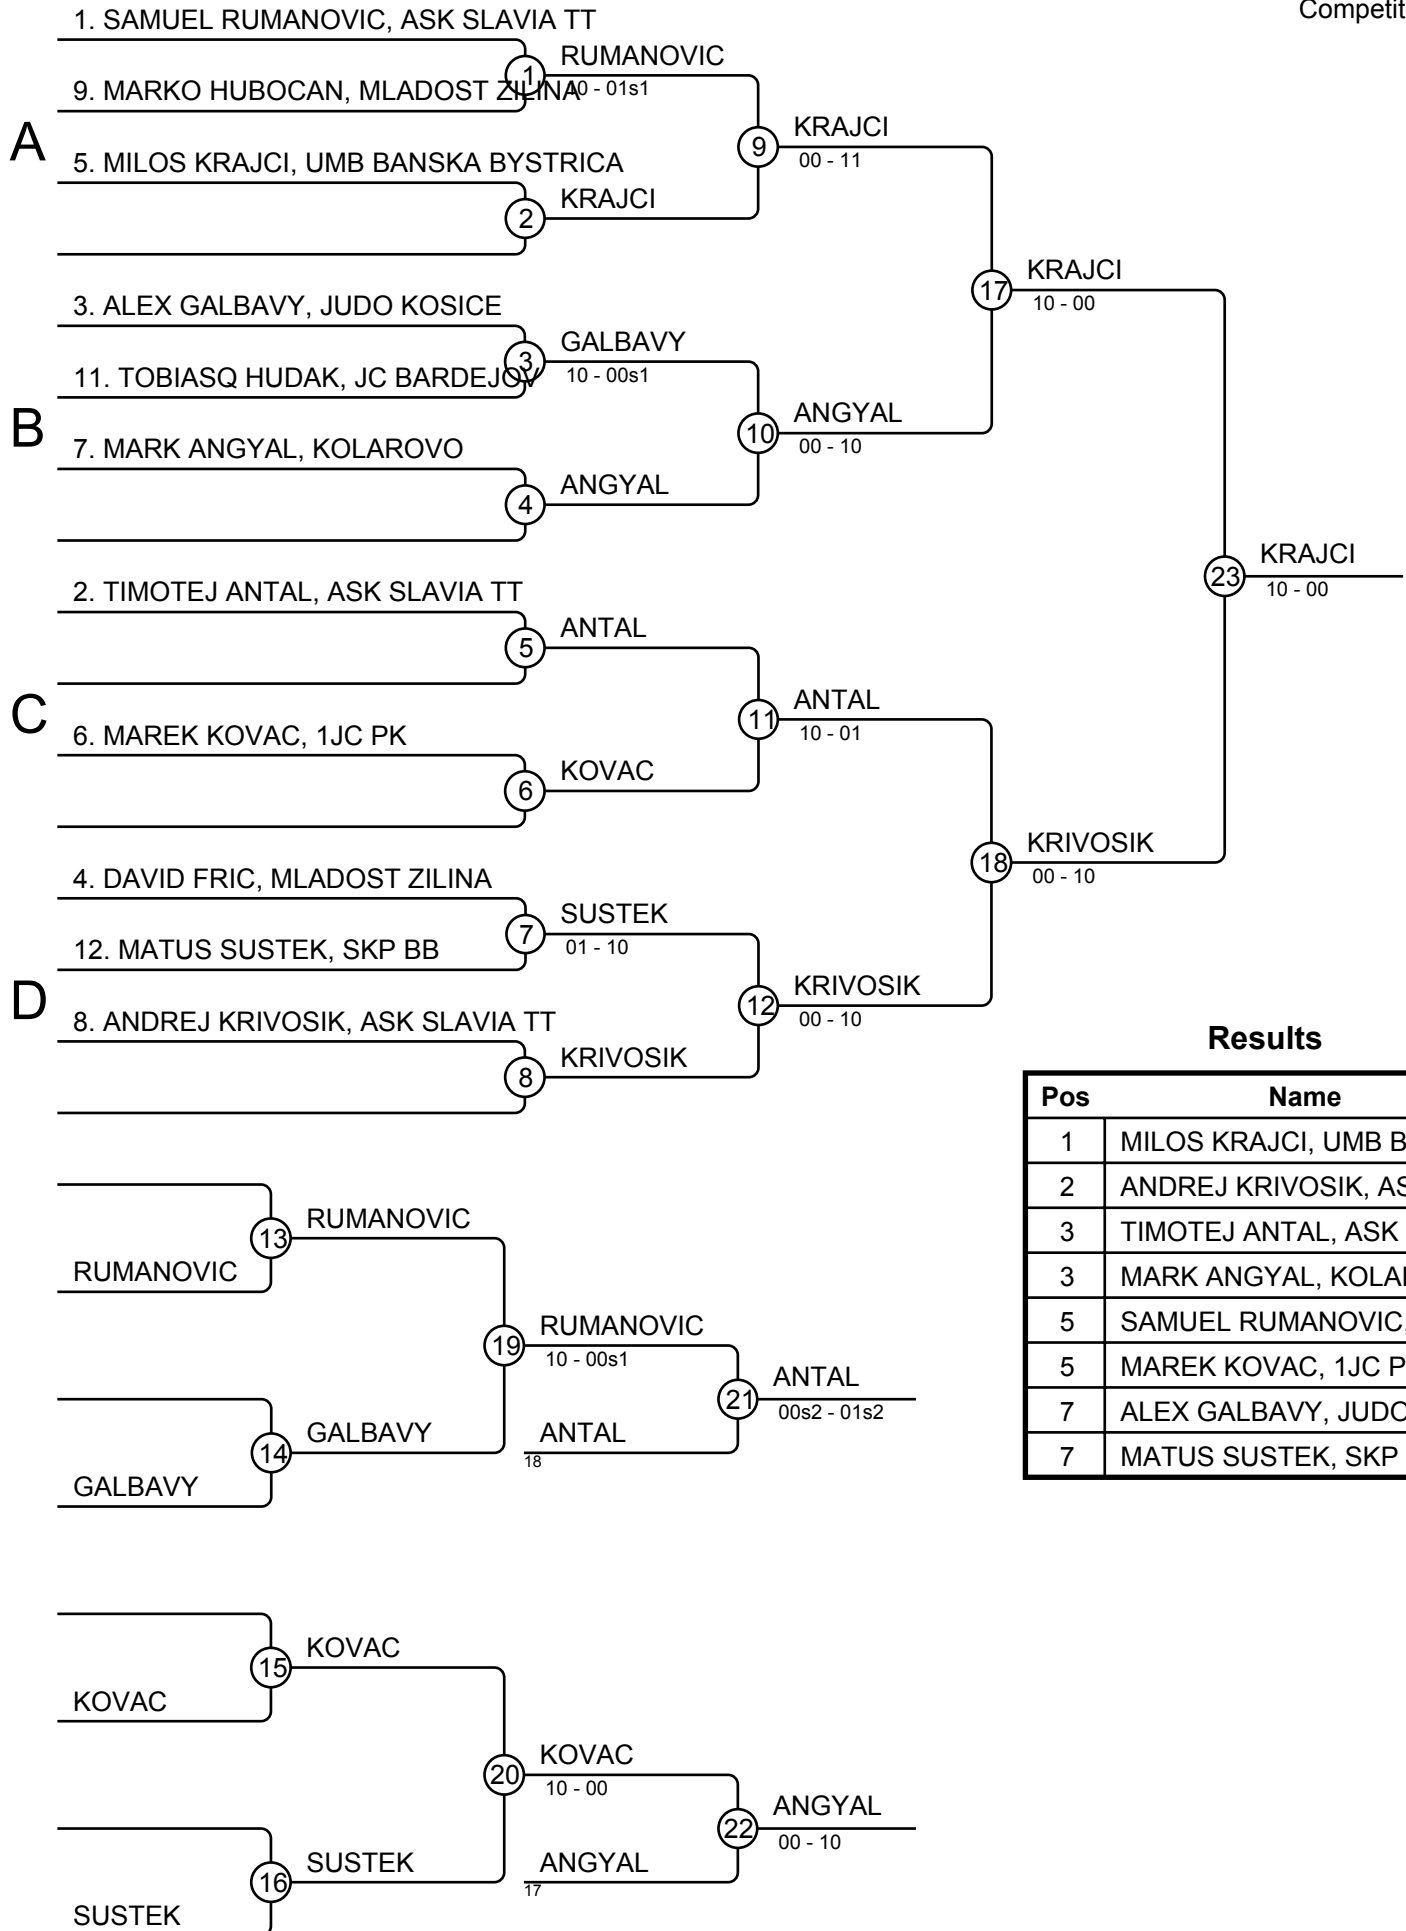 Competit
1. SAMUEL RUMANOVIC, ASK SLAVIA TT
1
RUMANOVIC
10 - 01s1
9. MARKO HUBOCAN, MLADOST ZILINA
A
9
KRAJCI
00 - 11
5. MILOS KRAJCI, UMB BANSKA BYSTRICA
2
KRAJCI
17
KRAJCI
10 - 00
3. ALEX GALBAVY, JUDO KOSICE
3
GALBAVY
10 - 00s1
11. TOBIASQ HUDAK, JC BARDEJOV
B
10
ANGYAL
00 - 10
7. MARK ANGYAL, KOLAROVO
4
ANGYAL
23
KRAJCI
10 - 00
2. TIMOTEJ ANTAL, ASK SLAVIA TT
5
ANTAL
C
11
ANTAL
10 - 01
6. MAREK KOVAC, 1JC PK
6
KOVAC
18
KRIVOSIK
00 - 10
4. DAVID FRIC, MLADOST ZILINA
7
SUSTEK
01 - 10
12. MATUS SUSTEK, SKP BB
D
12
KRIVOSIK
00 - 10
8. ANDREJ KRIVOSIK, ASK SLAVIA TT
8
KRIVOSIK
Results
Pos Name
1 MILOS KRAJCI, UMB B
2 ANDREJ KRIVOSIK, AS
3 TIMOTEJ ANTAL, ASK
3 MARK ANGYAL, KOLA
5 SAMUEL RUMANOVIC,
5 MAREK KOVAC, 1JC P
7 ALEX GALBAVY, JUDO
7 MATUS SUSTEK, SKP
13
RUMANOVIC
RUMANOVIC
19
RUMANOVIC
10 - 00s1
21
ANTAL
00s2 - 01s2
14
GALBAVY
ANTAL
18
GALBAVY
15
KOVAC
KOVAC
20
KOVAC
10 - 00
22
ANGYAL
00 - 10
16
SUSTEK
ANGYAL
17
SUSTEK